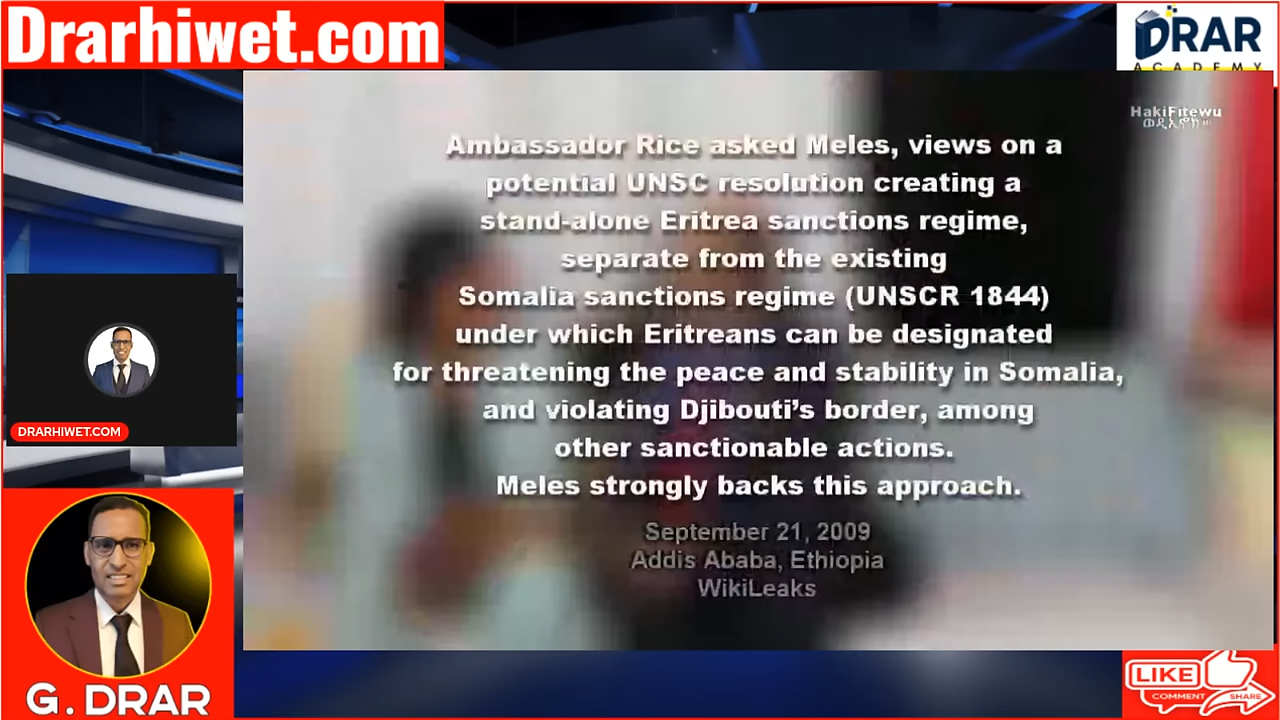 Drarhiwet.com
DRAR
ACADEMY
HakiFitewu
Ambassador Rice asked Meles, views on a
potential UNSC resolution creating a
stand-alone Eritrea sanctions regime,
separate from the existing
Somalia sanctions regime (UNSCR 1844)
under which Eritreans can be designated
for threatening the peace and stability in Somalia,
and violating Djibouti's border, among
other sanctionable actions.
Meles strongly backs this approach.
September 21, 2009
Addis Ababa, Ethiopia
WikiLeaks
DRARHIWET.COM
G. DRAR
LIKE
COMMENT
SHARE